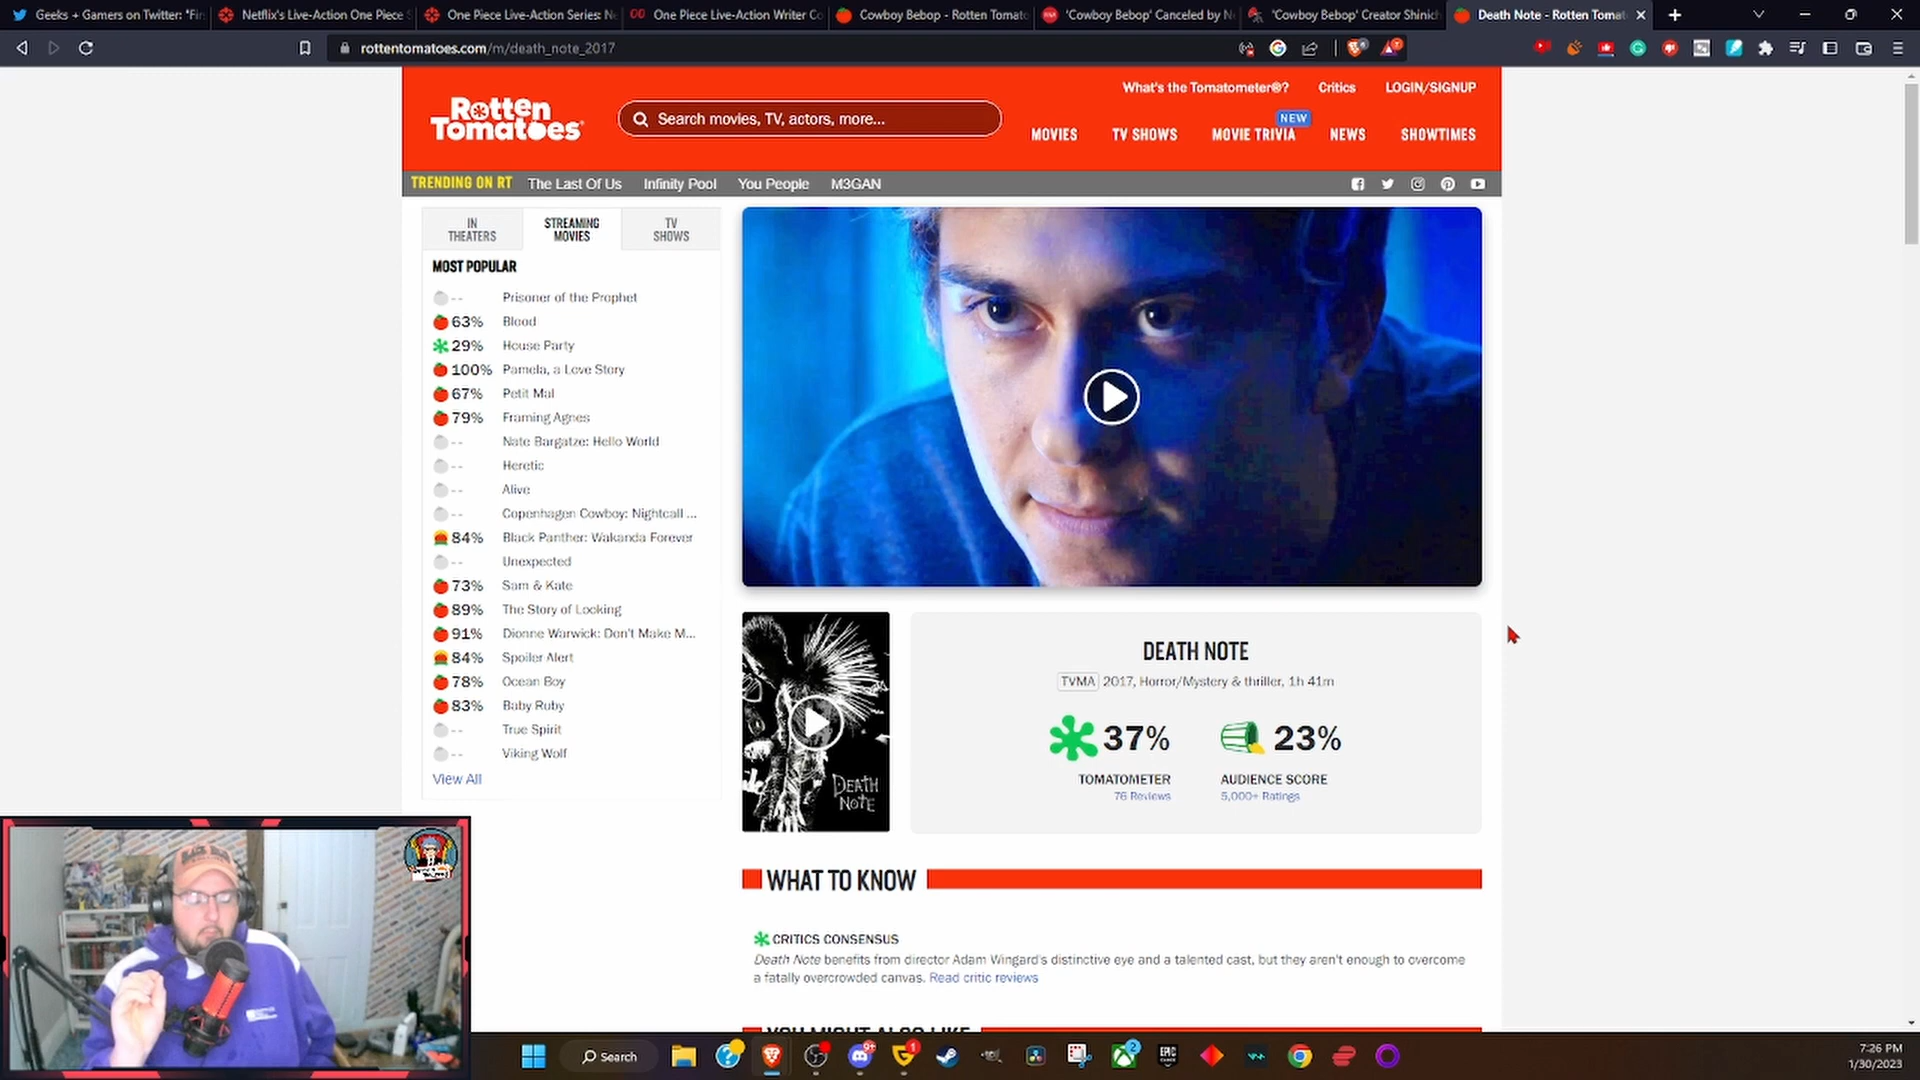 Geeks + Gamers on Twitter: "Fir
Netflix's Live-Action One Piece S
One Piece Live-Action Series: Ne
One Piece Live-Action Writer Co
Cowboy Bebop - Rotten Tomato
'Cowboy Bebop' Canceled by N
'Cowboy Bebop' Creator Shinich
Death Note - Rotten Tomat
rottentomatoes.com/m/death_note_2017
What's the Tomatometer®?
Critics
LOGIN/SIGNUP
Rotten
Tomatoes
Search movies, TV, actors, more...
NEW
MOVIES
TV SHOWS
MOVIE TRIVIA
NEWS
SHOWTIMES
TRENDING ON RT
The Last Of Us
Infinity Pool
You People
M3GAN
IN
THEATERS
STREAMING
MOVIES
TV
SHOWS
MOST POPULAR
- - Prisoner of the Prophet
63% Blood
29% House Party
100% Pamela, a Love Story
67% Petit Mal
79% Framing Agnes
- - Nate Bargatze: Hello World
- - Heretic
- - Alive
- - Copenhagen Cowboy: Nightcall ...
84% Black Panther: Wakanda Forever
- - Unexpected
73% Sam & Kate
89% The Story of Looking
91% Dionne Warwick: Don't Make M...
84% Spoiler Alert
78% Ocean Boy
83% Baby Ruby
- - True Spirit
- - Viking Wolf
View All
DEATH
NOTE
DEATH NOTE
TVMA 2017, Horror/Mystery & thriller, 1h 41m
37%
23%
TOMATOMETER
AUDIENCE SCORE
76 Reviews
5,000+ Ratings
WHAT TO KNOW
CRITICS CONSENSUS
Death Note benefits from director Adam Wingard's distinctive eye and a talented cast, but they aren't enough to overcome
a fatally overcrowded canvas. Read critic reviews
YOU MIGHT ALSO LIKE
Search
9+
1
2
EPIC
7:26 PM
1/30/2023